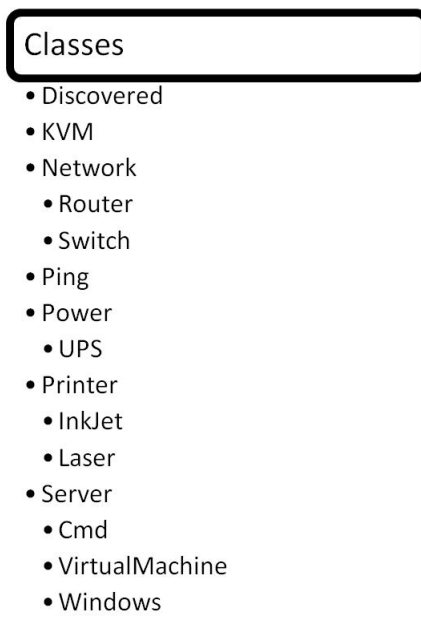 Classes
• Discovered
• KVM
• Network
• Router
• Switch
• Ping
• Power
• UPS
• Printer
• InkJet
• Laser
• Server
• Cmd
• VirtualMachine
• Windows